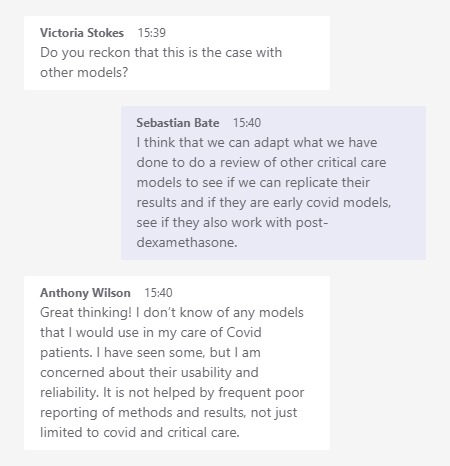 Victoria Stokes 15:39
Do you reckon that this is the case with
other models?
Sebastian Bate 15:40
I think that we can adapt what we have
done to do a review of other critical care
models to see if we can replicate their
results and if they are early covid models,
see if they also work with post-
dexamethasone.
Anthony Wilson 15:40
Great thinking! I don't know of any models
that I would use in my care of Covid
patients. I have seen some, but I am
concerned about their usability and
reliability. It is not helped by frequent poor
reporting of methods and results, not just
limited to covid and critical care.